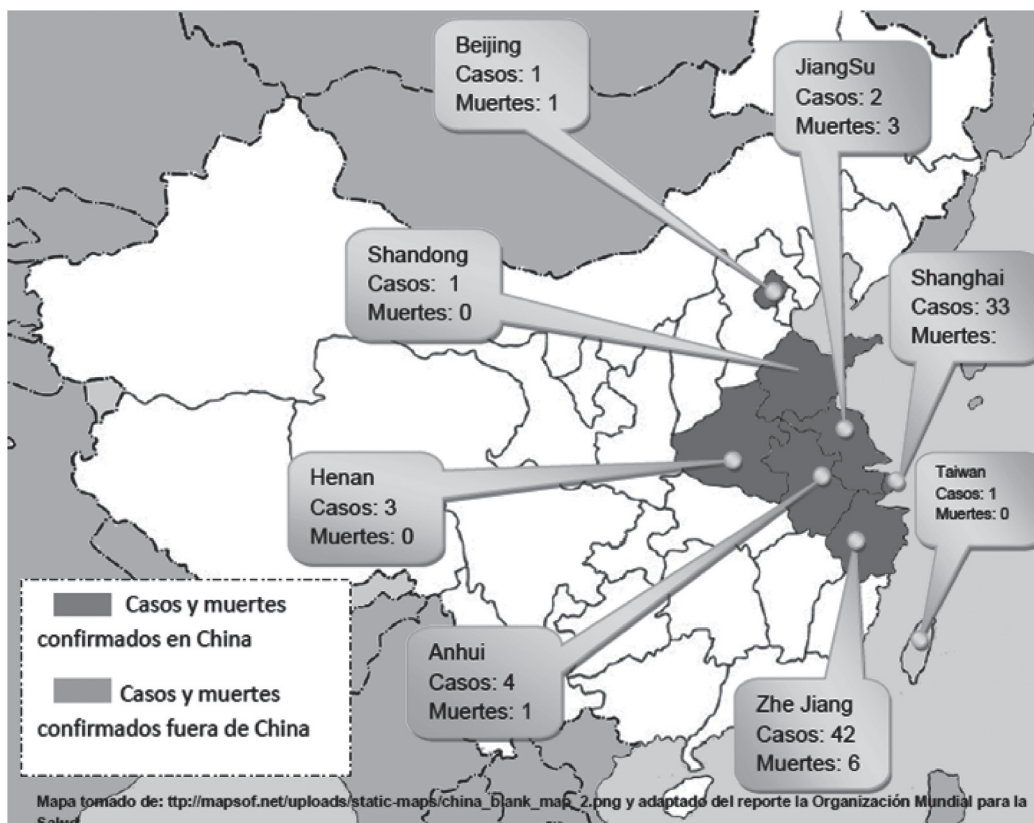 Beijing
Casos: 1
Muertes: 1
JiangSu
Casos: 2
Muertes: 3
Shandong
Casos: 1
Muertes: 0
Shanghai
Casos: 33
Muertes:
Henan
Casos: 3
Muertes: 0
Taiwan
Casos: 1
Muertes: 0
Casos y muertes
confirmados en China
Casos y muertes
confirmados fuera de China
Anhui
Casos: 4
Muertes: 1
Zhe Jiang
Casos: 42
Muertes: 6
Mapa tomado de: ttp://mapsof.net/uploads/static-maps/china_blank_map_2.png y adaptado del reporte la Organización Mundial para la
Salud